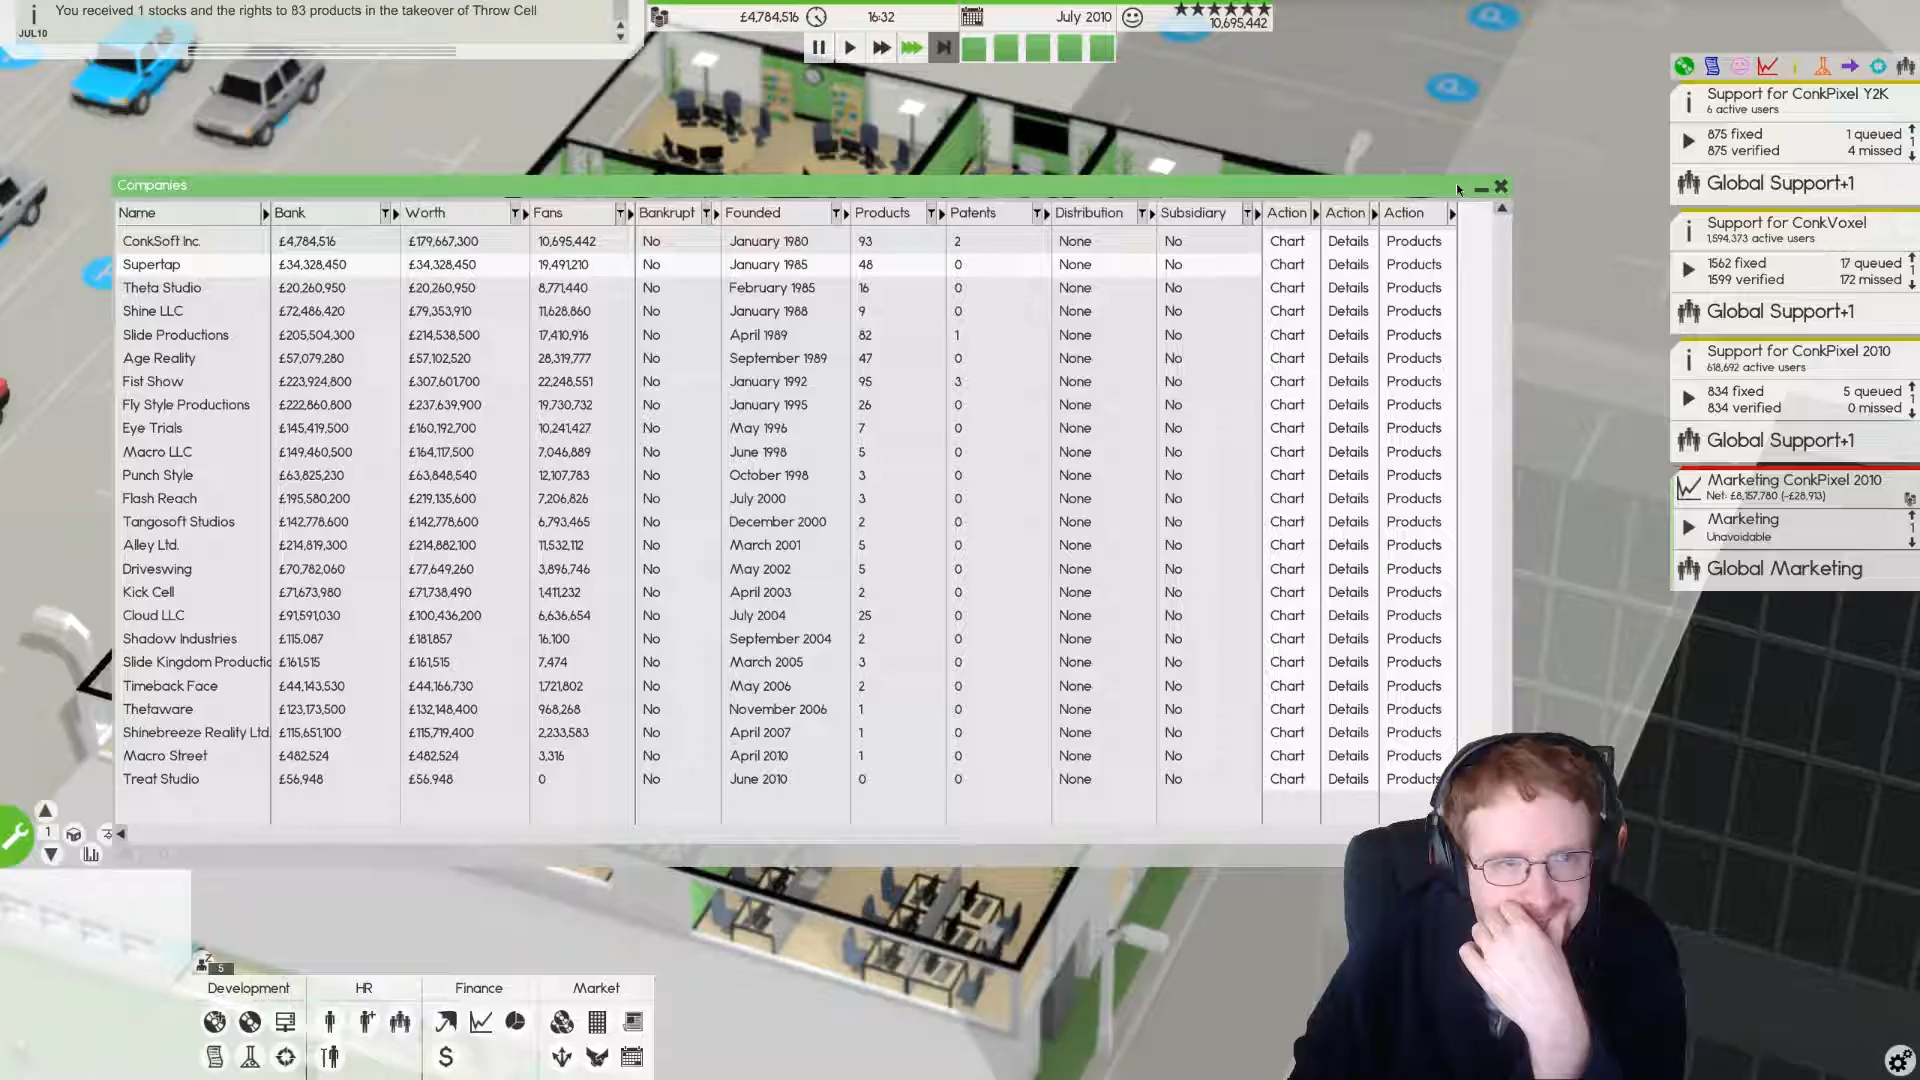 You received 1 stocks and the rights to 83 products in the takeover of Throw Cell
JUL10
£4,784,516 16:32 July 2010 10,695,442
Companies
Name Bank Worth Fans Bankrupt Founded Products Patents Distribution Subsidiary Action Action Action
ConkSoft Inc. £4,784,516 £179,667,300 10,695,442 No January 1980 93 2 None No Chart Details Products
Supertap £34,328,450 £34,328,450 19,491,210 No January 1985 48 0 None No Chart Details Products
Theta Studio £20,260,950 £20,260,950 8,771,440 No February 1985 16 0 None No Chart Details Products
Shine LLC £72,486,420 £79,353,910 11,628,860 No January 1988 9 0 None No Chart Details Products
Slide Productions £205,504,300 £214,538,500 17,410,916 No April 1989 82 1 None No Chart Details Products
Age Reality £57,079,280 £57,102,520 28,319,777 No September 1989 47 0 None No Chart Details Products
Fist Show £223,924,800 £307,601,700 22,248,551 No January 1992 95 3 None No Chart Details Products
Fly Style Productions £222,860,800 £237,639,900 19,730,732 No January 1995 26 0 None No Chart Details Products
Eye Trials £145,419,500 £160,192,700 10,241,427 No May 1996 7 0 None No Chart Details Products
Macro LLC £149,460,500 £164,117,500 7,046,889 No June 1998 5 0 None No Chart Details Products
Punch Style £63,825,230 £63,848,540 12,107,783 No October 1998 3 0 None No Chart Details Products
Flash Reach £195,580,200 £219,135,600 7,206,826 No July 2000 3 0 None No Chart Details Products
Tangosoft Studios £142,778,600 £142,778,600 6,793,465 No December 2000 2 0 None No Chart Details Products
Alley Ltd. £214,819,300 £214,882,100 11,532,112 No March 2001 5 0 None No Chart Details Products
Driveswing £70,782,060 £77,649,260 3,896,746 No May 2002 5 0 None No Chart Details Products
Kick Cell £71,673,980 £71,738,490 1,411,232 No April 2003 2 0 None No Chart Details Products
Cloud LLC £91,591,030 £100,436,200 6,636,654 No July 2004 25 0 None No Chart Details Products
Shadow Industries £115,087 £181,857 16,100 No September 2004 2 0 None No Chart Details Products
Slide Kingdom Productic £161,515 £161,515 7,474 No March 2005 3 0 None No Chart Details Products
Timeback Face £44,143,530 £44,166,730 1,721,802 No May 2006 2 0 None No Chart Details Products
Thetaware £123,173,500 £132,148,400 968,268 No November 2006 1 0 None No Chart Details Products
Shinebreeze Reality Ltd. £115,651,100 £115,719,400 2,233,583 No April 2007 1 0 None No Chart Details Products
Macro Street £482,524 £482,524 3,316 No April 2010 1 0 None No Chart Details Products
Treat Studio £56,948 £56,948 0 No June 2010 0 0 None No Chart Details Products
Support for ConkPixel Y2K
6 active users
875 fixed 1 queued
875 verified 4 missed
1
Global Support+1
Support for ConkVoxel
1,594,373 active users
1562 fixed 17 queued
1599 verified 172 missed
1
Global Support+1
Support for ConkPixel 2010
618,692 active users
834 fixed 5 queued
834 verified 0 missed
1
Global Support+1
Marketing ConkPixel 2010
Net: £8,157,780 (-£28,913)
Marketing
Unavoidable
1
Global Marketing
1
5
Development HR Finance Market